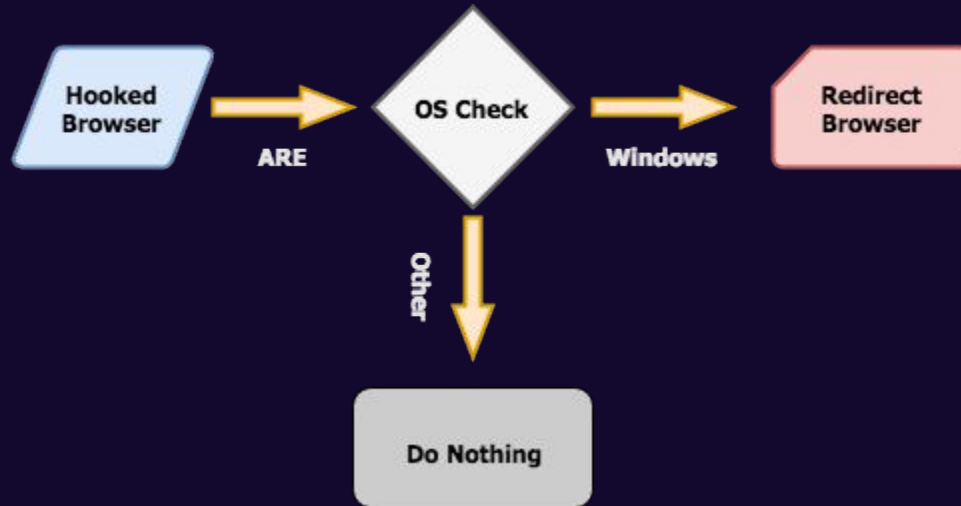 Hooked
Browser
ARE
OS Check
Windows
Redirect
Browser
Other
Do Nothing